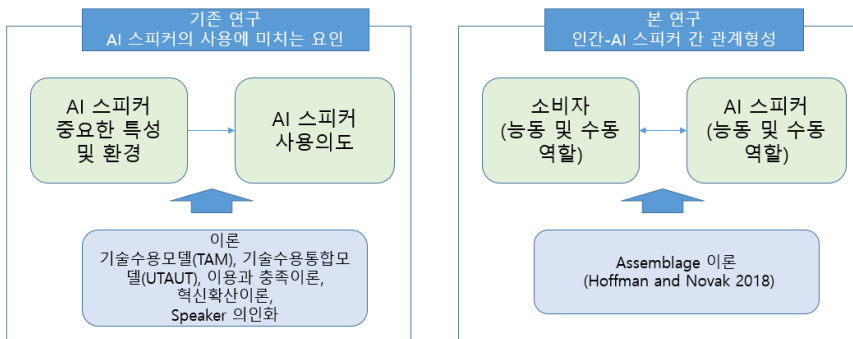 기존 연구
AI 스피커의 사용에 미치는 요인
AI 스피커
중요한 특성
및 환경
AI 스피커
사용의도
이론
기술수용모델(TAM), 기술수용통합모
델(UTAUT), 이용과 충족이론,
혁신확산이론,
Speaker 의인화
본 연구
인간-AI 스피커 간 관계형성
소비자
(능동 및 수동
역할)
AI 스피커
(능동 및 수동
역할)
Assemblage 이론
(Hoffman and Novak 2018)